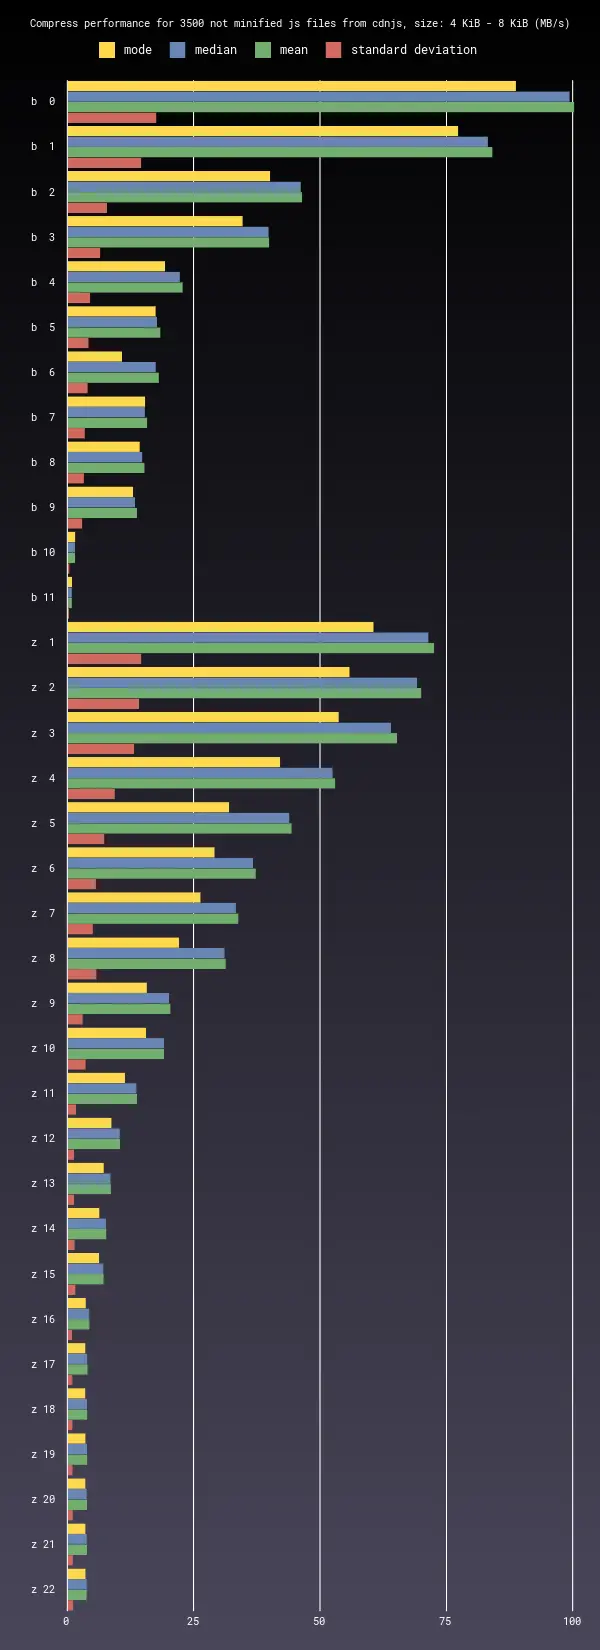 Compress performance for 3500 not minified js files from cdnjs, size: 4 KiB - 8 KiB (MB/s)
mode median mean standard deviation
b 0
b 1
b 2
b 3
b 4
b 5
b 6
b 7
b 8
b 9
b 10
b 11
z 1
z 2
z 3
z 4
z 5
z 6
z 7
z 8
z 9
z 10
z 11
z 12
z 13
z 14
z 15
z 16
z 17
z 18
z 19
z 20
z 21
z 22
0 25 50 75 100